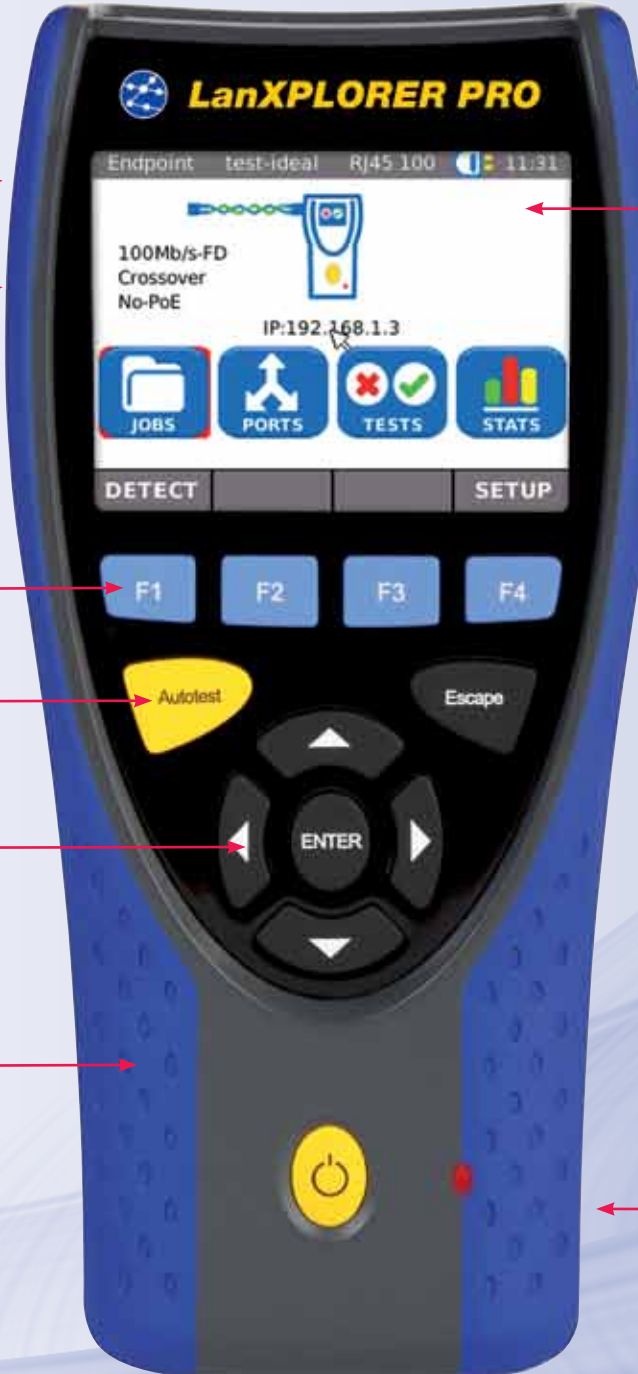 LanXPLORER PRO
Endpoint test-ideal RJ45 100 11:31
100Mb/s-FD
Crossover
No-PoE
IP:192.168.1.3
JOBS PORTS TESTS STATS
DETECT SETUP
F1 F2 F3 F4
Autotest Escape
ENTER